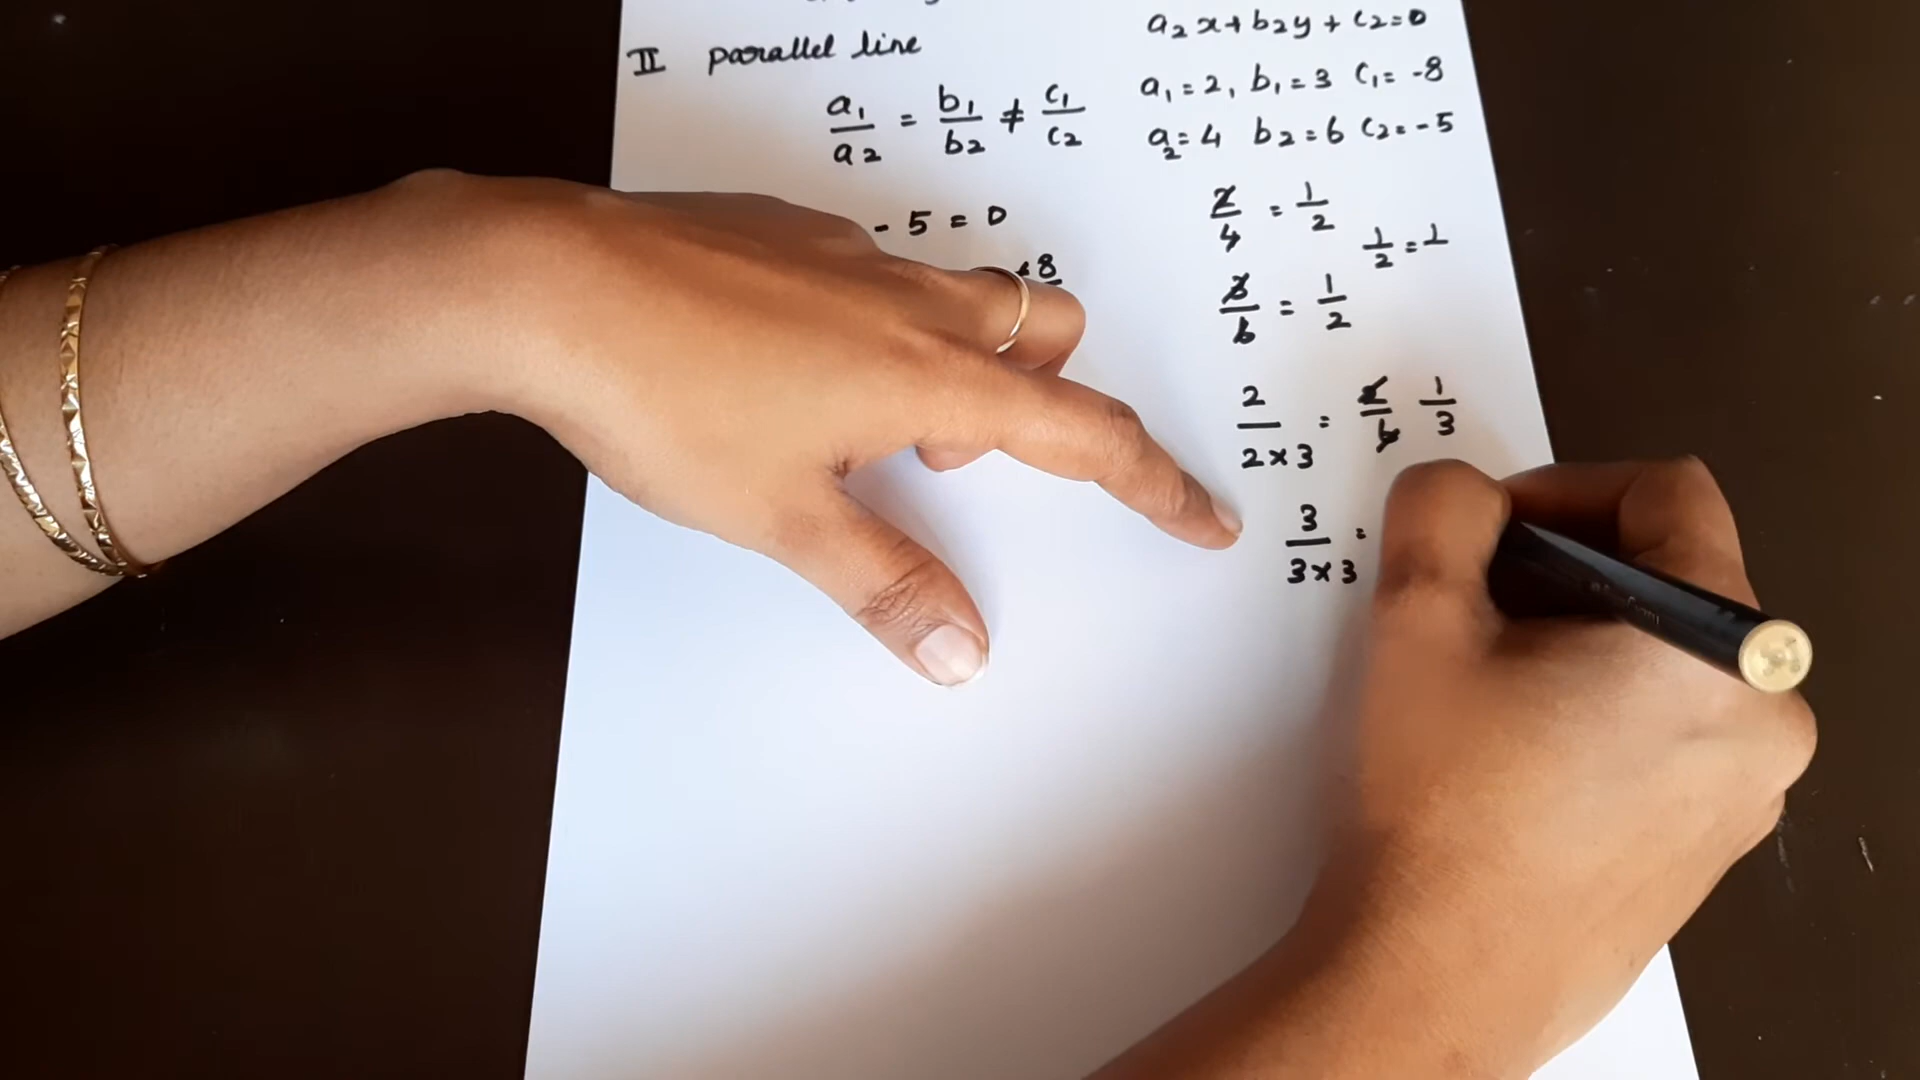 II parallel line
a1/a2 = b1/b2 ≠ c1/c2
- 5 = 0
8
a2x+b2y + c2=0
a1 = 2, b1 = 3 c1= -8
a2= 4 b2 = 6 c2= - 5
2/4 = 1/2
1/2 = 1
3/6 = 1/2
2/2×3 = 2/6 1/3
3/3×3 =